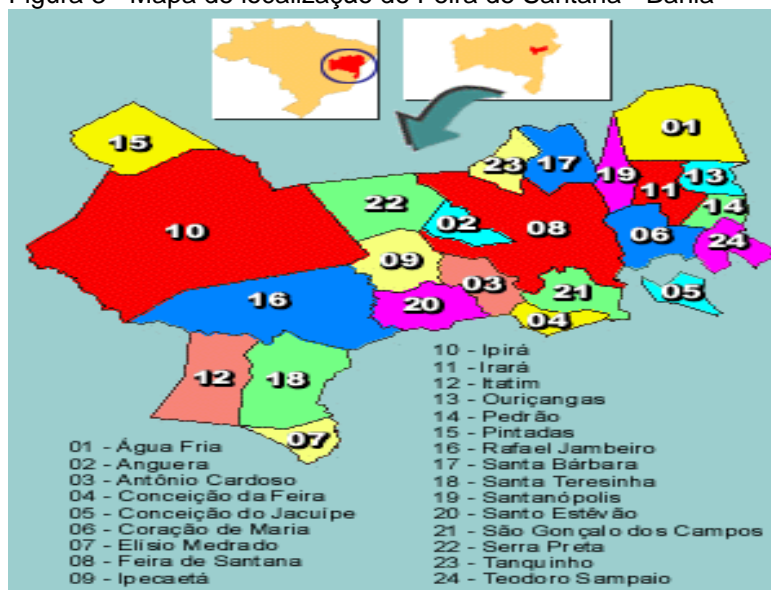 Figura - Mapa de localização de Feira de Santana - Bahia
01
15
23
17
19
11
13
14
22
02
08
06
24
10
09
03
21
05
16
20
04
12
18
07
01 - Água Fria
02 - Anguera
03 - Antônio Cardoso
04 - Conceição da Feira
05 - Conceição do Jacuípe
06 - Coração de Maria
07 - Elísio Medrado
08 - Feira de Santana
09 - Ipecaetá
10 - Ipirá
11 - Irará
12 - Itatim
13 - Ouriçangas
14 - Pedrão
15 - Pintadas
16 - Rafael Jambeiro
17 - Santa Bárbara
18 - Santa Teresinha
19 - Santanópolis
20 - Santo Estêvão
21 - São Gonçalo dos Campos
22 - Serra Preta
23 - Tanquinho
24 - Teodoro Sampaio